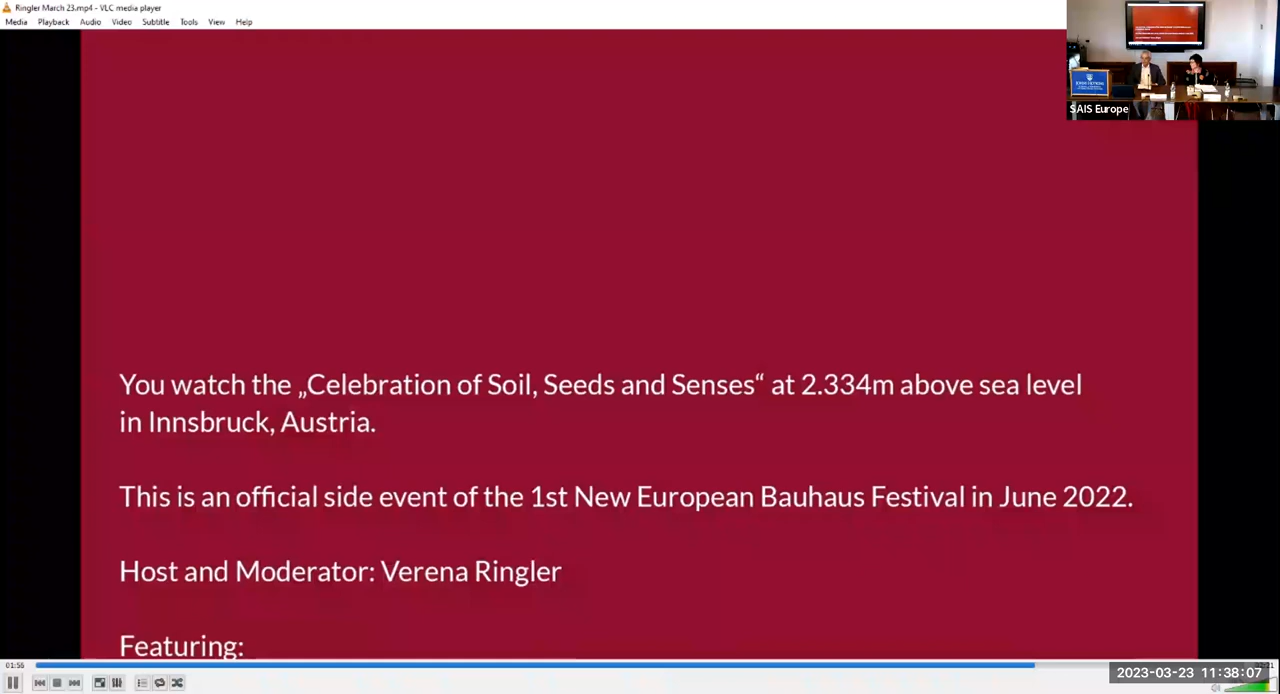 Ringler March 23.mp4 - VLC media player
Media Playback Audio Video Subtitle Tools View Help
SAIS Europe
You watch the „Celebration of Soil, Seeds and Senses“ at 2.334m above sea level
in Innsbruck, Austria.
This is an official side event of the 1st New European Bauhaus Festival in June 2022.
Host and Moderator: Verena Ringler
Featuring:
01:56
2023-03-23 11:38:07